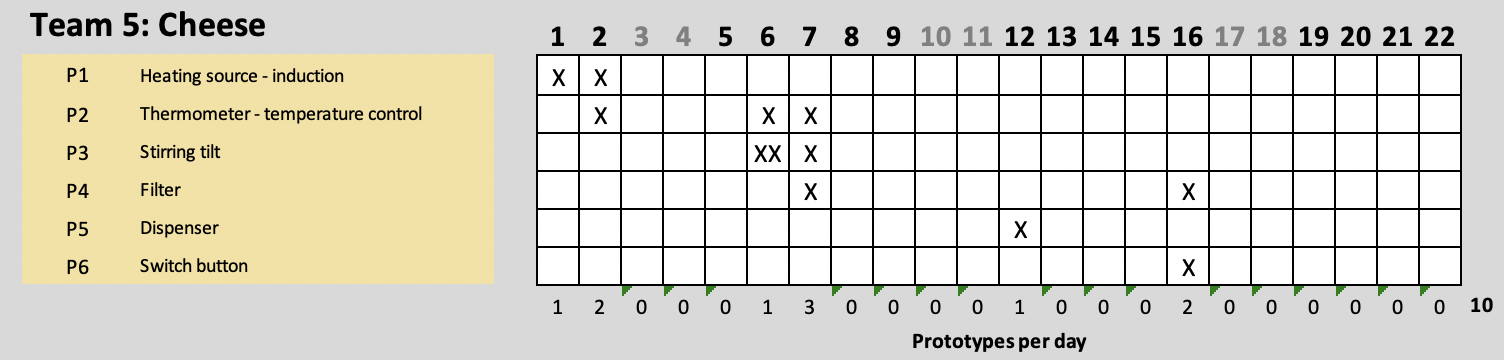 Team 5: Cheese
1 2 3 4 5 6 7 8 9 10 11 12 13 14 15 16 17 18 19 20 21 22
P1 Heating source - induction X X
P2 Thermometer - temperature control X X X
P3 Stirring tilt XX X
P4 Filter X X
P5 Dispenser X
P6 Switch button X
1 2 0 0 0 1 3 0 0 0 0 1 0 0 0 2 0 0 0 0 0 0 10
Prototypes per day